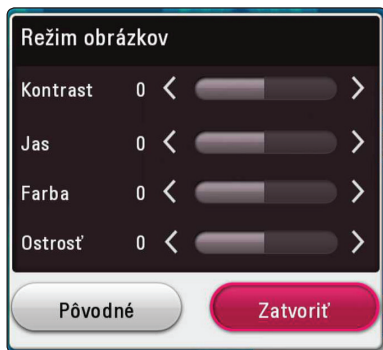 Režim obrázkov
Kontrast 0
Jas 0
Farba 0
Ostrosť 0
Pôvodné Zatvoriť